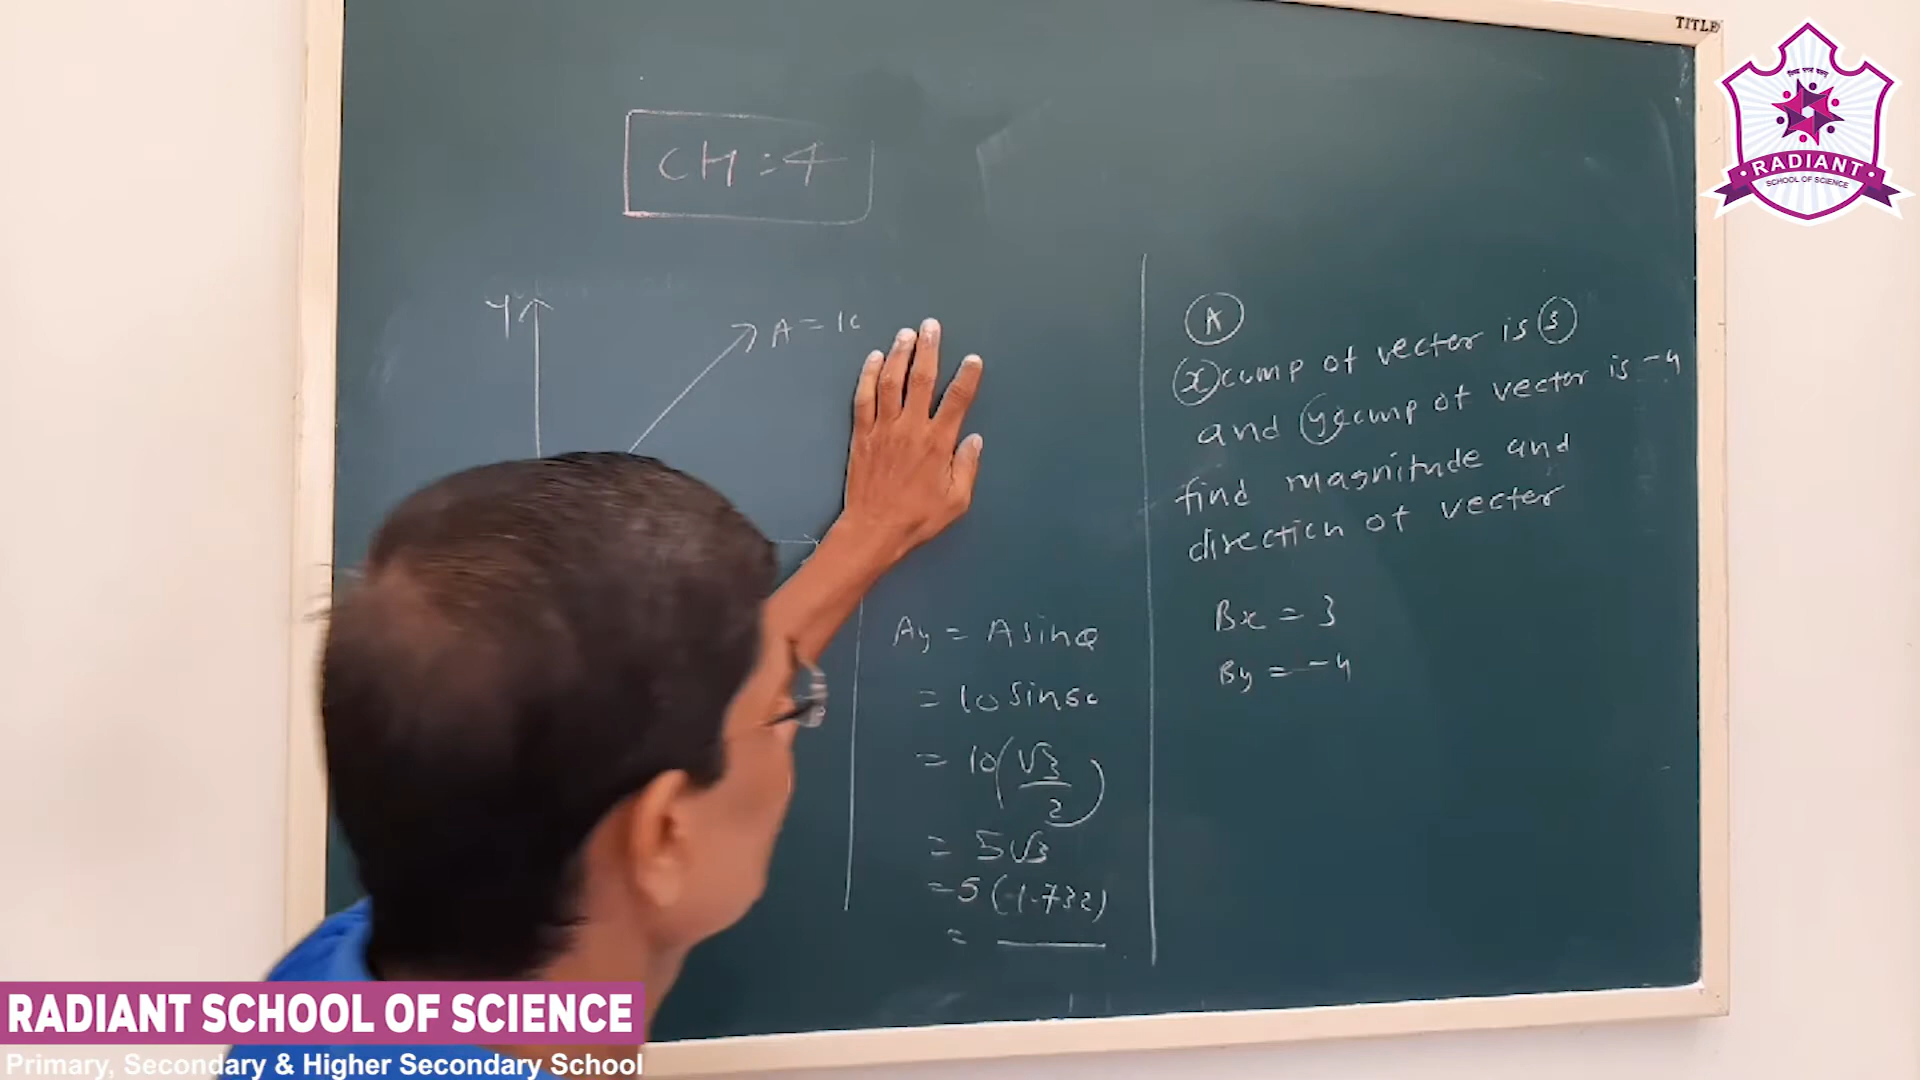 TITLE
RADIANT
SCHOOL OF SCIENCE
CH:4
Y
A = 10
Ay = A sinθ
= 10 sin60
= 10(√3/2)
= 5√3
= 5(1.732)
=
A
x comp of vector is 3
and y comp of vector is -4
find magnitude and
direction of vector
Bx = 3
By = -4
RADIANT SCHOOL OF SCIENCE
Primary, Secondary & Higher Secondary School